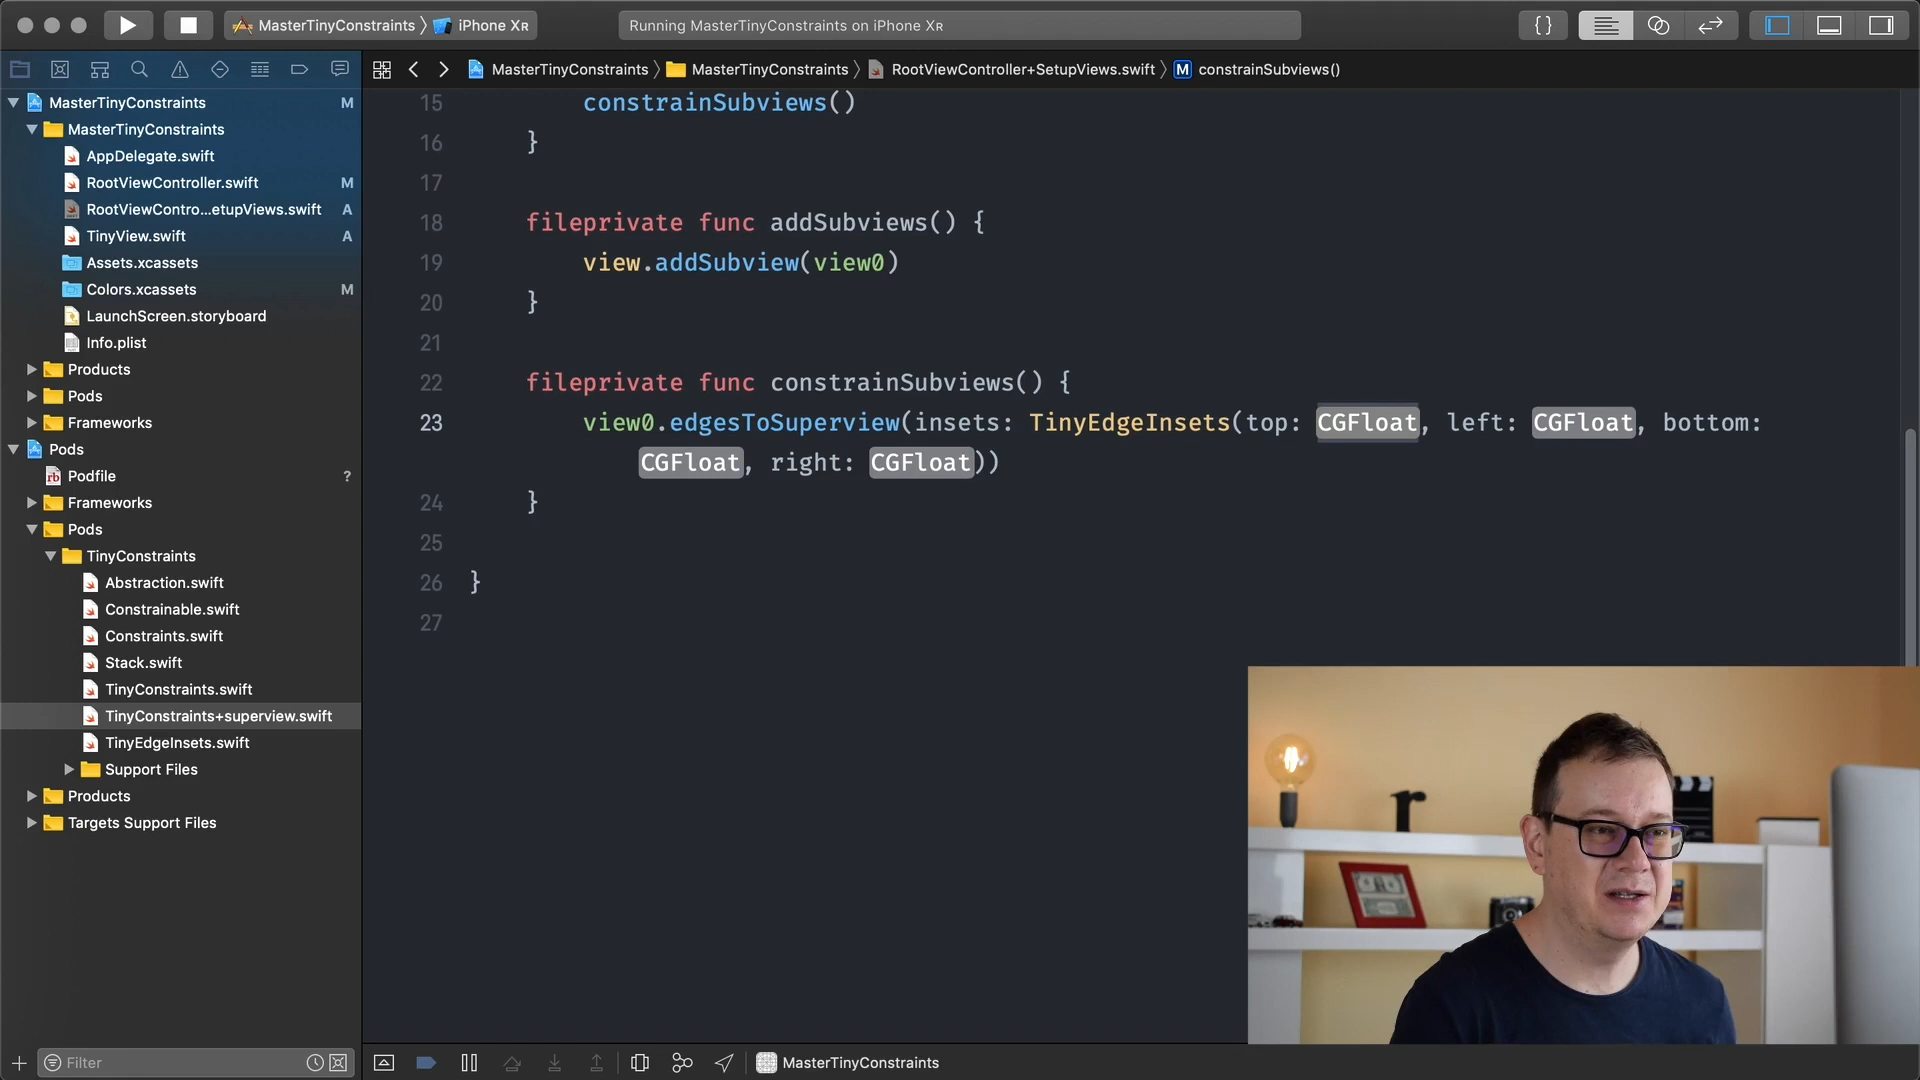 MasterTinyConstraints 〉 iPhone XR
Running MasterTinyConstraints on iPhone XR
{}
MasterTinyConstraints 〉 MasterTinyConstraints 〉 RootViewController+SetupViews.swift 〉 M constrainSubviews()
MasterTinyConstraints M
MasterTinyConstraints
AppDelegate.swift
RootViewController.swift M
RootViewContro...etupViews.swift A
TinyView.swift A
Assets.xcassets
Colors.xcassets M
LaunchScreen.storyboard
Info.plist
Products
Pods
Frameworks
Pods
rb Podfile ?
Frameworks
Pods
TinyConstraints
Abstraction.swift
Constrainable.swift
Constraints.swift
Stack.swift
TinyConstraints.swift
TinyConstraints+superview.swift
TinyEdgeInsets.swift
Support Files
Products
Targets Support Files
Filter
15 constrainSubviews()
16 }
17
18 fileprivate func addSubviews() {
19 view.addSubview(view0)
20 }
21
22 fileprivate func constrainSubviews() {
23 view0.edgesToSuperview(insets: TinyEdgeInsets(top: CGFloat, left: CGFloat, bottom:
CGFloat, right: CGFloat))
24 }
25
26 }
27
MasterTinyConstraints